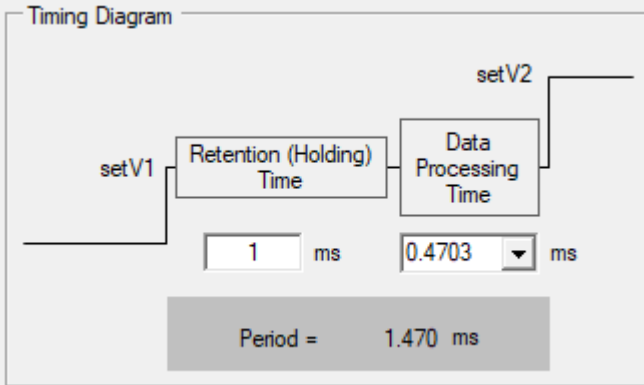 Timing Diagram
setV2
setV1
Retention (Holding)
Time
Data
Processing
Time
1 ms
0.4703 ms
Period = 1.470 ms